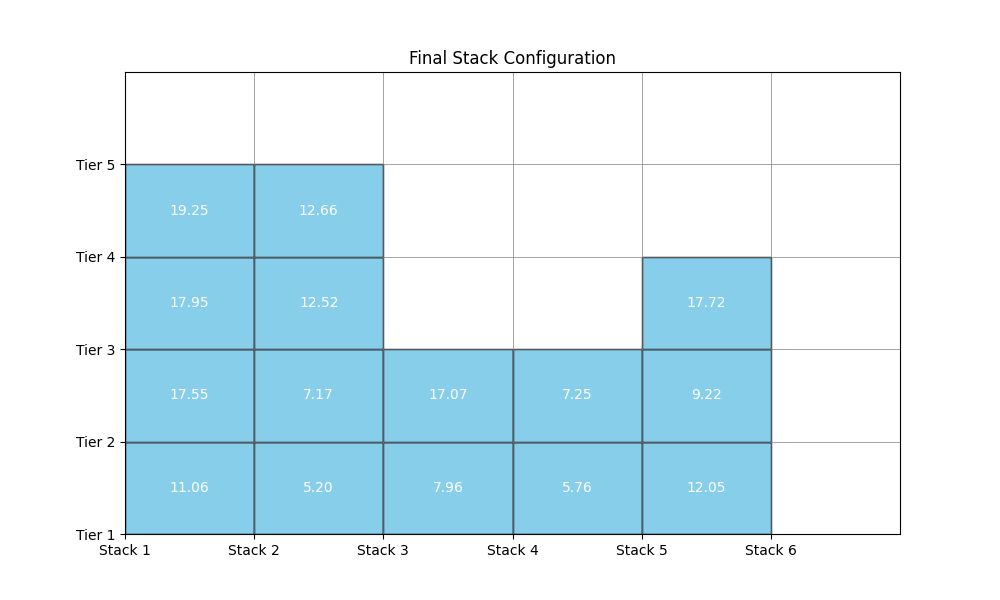 Final Stack Configuration
Tier 5
19.25 12.66
Tier 4
17.95 12.52 17.72
Tier 3
17.55 7.17 17.07 7.25 9.22
Tier 2
11.06 5.20 7.96 5.76 12.05
Tier 1
Stack 1 Stack 2 Stack 3 Stack 4 Stack 5 Stack 6